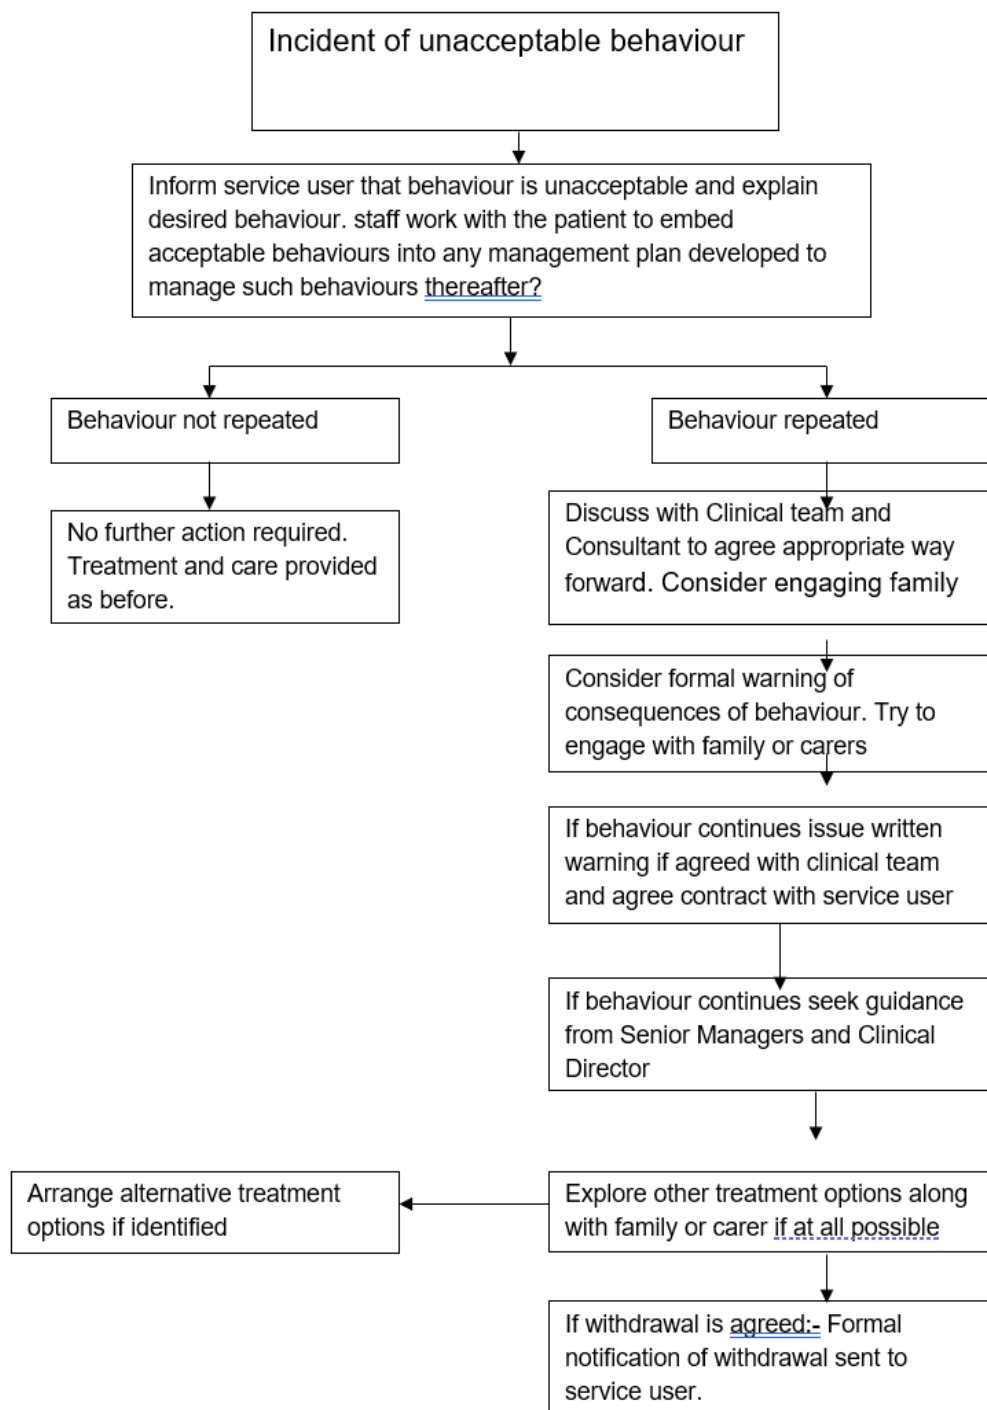 Incident of unacceptable behaviour
Inform service user that behaviour is unacceptable and explain
desired behaviour. staff work with the patient to embed
acceptable behaviours into any management plan developed to
manage such behaviours thereafter?
Behaviour not repeated
Behaviour repeated
No further action required.
Treatment and care provided
as before.
Discuss with Clinical team and
Consultant to agree appropriate way
forward. Consider engaging family
Consider formal warning of
consequences of behaviour. Try to
engage with family or carers
If behaviour continues issue written
warning if agreed with clinical team
and agree contract with service user
If behaviour continues seek guidance
from Senior Managers and Clinical
Director
Arrange alternative treatment
options if identified
Explore other treatment options along
with family or carer if at all possible
If withdrawal is agreed:- Formal
notification of withdrawal sent to
service user.